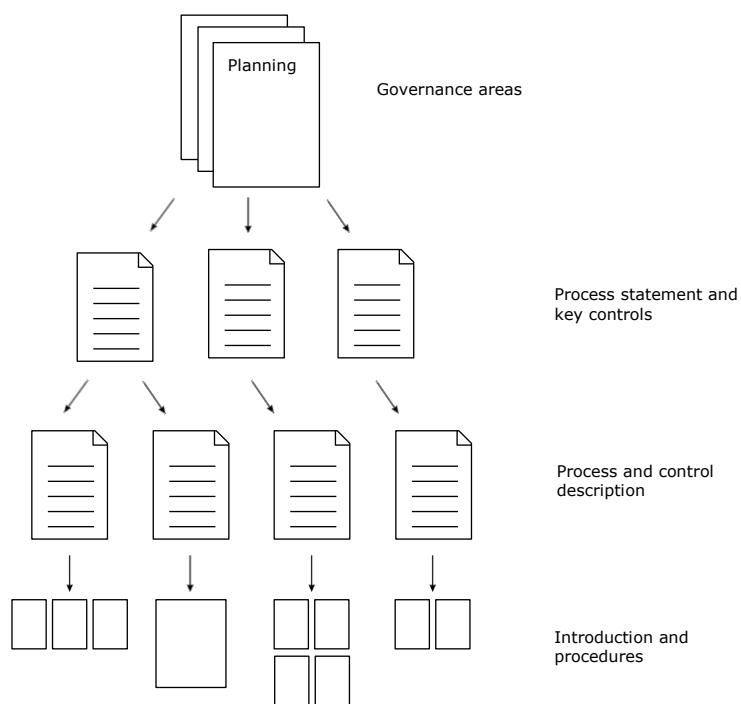 Planning
Governance areas
Process statement and
key controls
Process and control
description
Introduction and
procedures